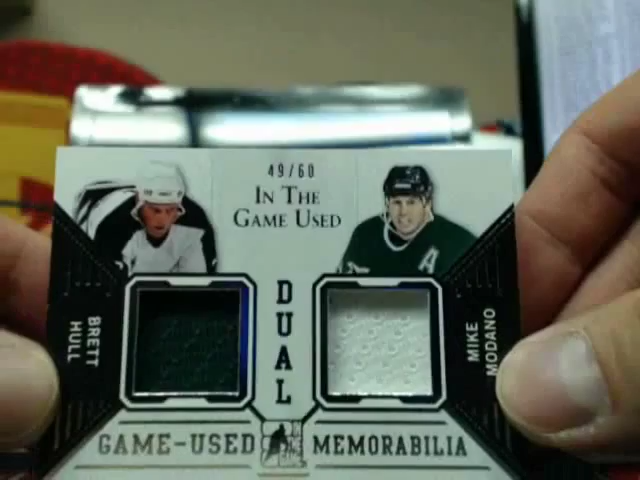 49/60
IN THE
GAME USED
DUAL
BRETT
HULL
MIKE
MODANO
A
GAME-USED MEMORABILIA